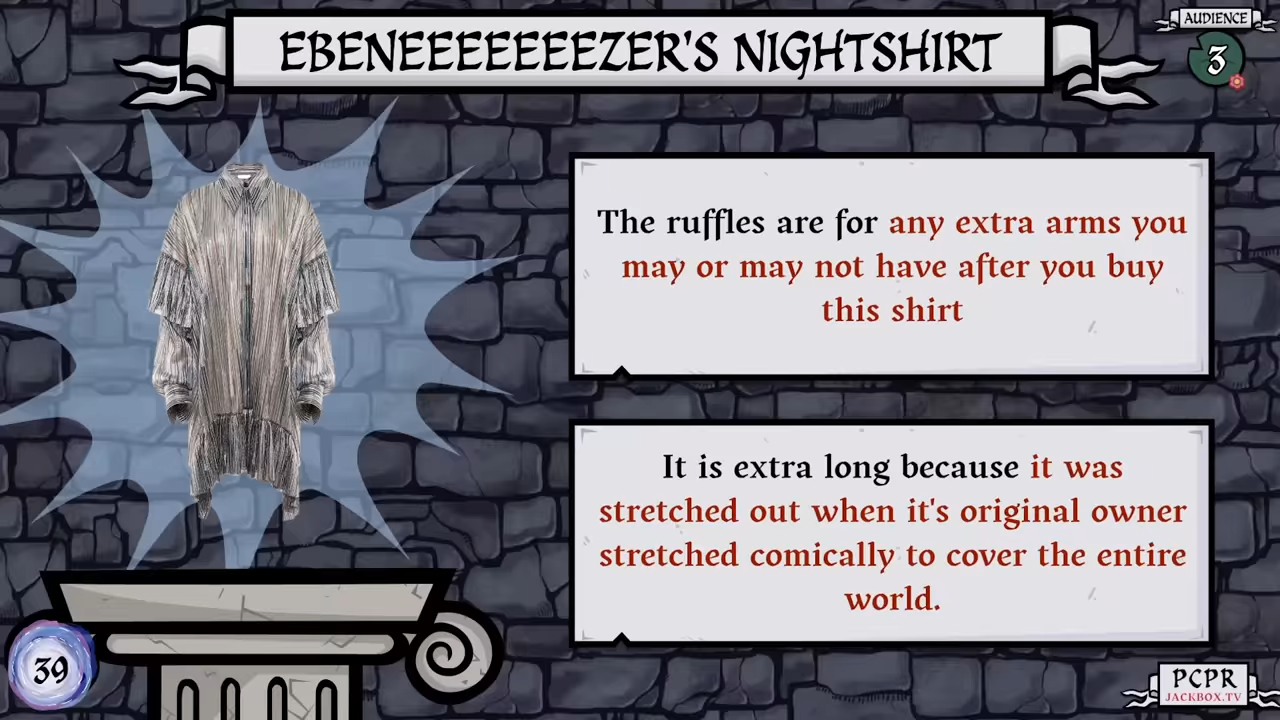 EBENEEEEEEEZER'S NIGHTSHIRT
AUDIENCE
3
The ruffles are for any extra arms you
may or may not have after you buy
this shirt
It is extra long because it was
stretched out when it's original owner
stretched comically to cover the entire
world.
39
PCPR
JACKBOX.TV